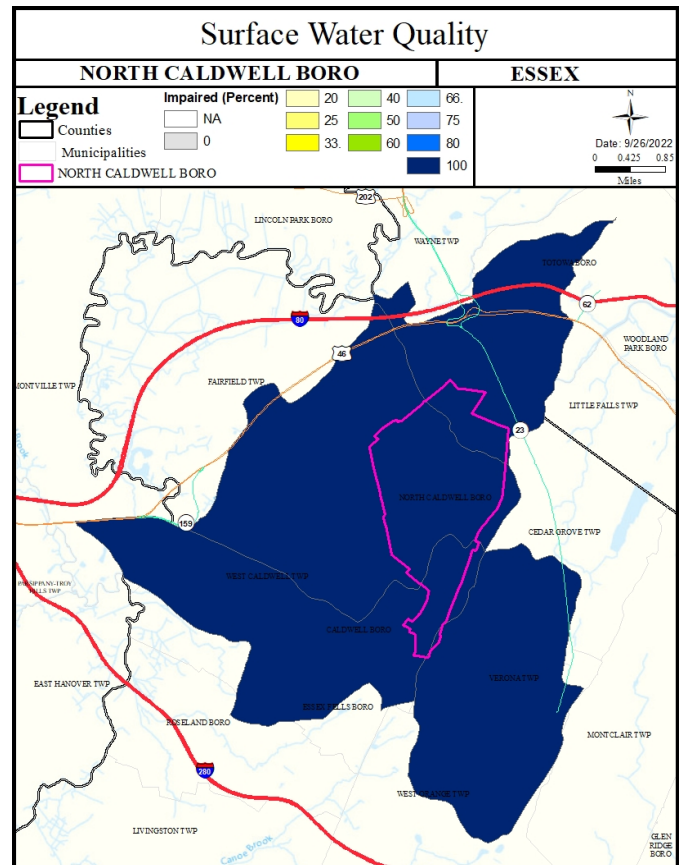 Surface Water Quality
NORTH CALDWELL BORO
ESSEX
Legend
Counties
Municipalities
NORTH CALDWELL BORO
Impaired (Percent)
NA
0
20
25
33.
40
50
60
66.
75
80
100
N
Date: 9/26/2022
0 0.425 0.85
Miles
202
LINCOLN PARK BORO
WAYNE TWP
TOTOWA BORO
62
80
WOODLAND
PARK BORO
46
MONTVILLE TWP
FAIRFIELD TWP
LITTLE FALLS TWP
23
NORTH CALDWELL BORO
159
CEDAR GROVE TWP
WEST CALDWELL TWP
PARSIPPANY-TROY
HILLS TWP
CALDWELL BORO
EAST HANOVER TWP
VERONA TWP
ESSEX FELLS BORO
ROSELAND BORO
MONTCLAIR TWP
280
WEST ORANGE TWP
LIVINGSTON TWP
GLEN
RIDGE
BORO
Canoe Brook